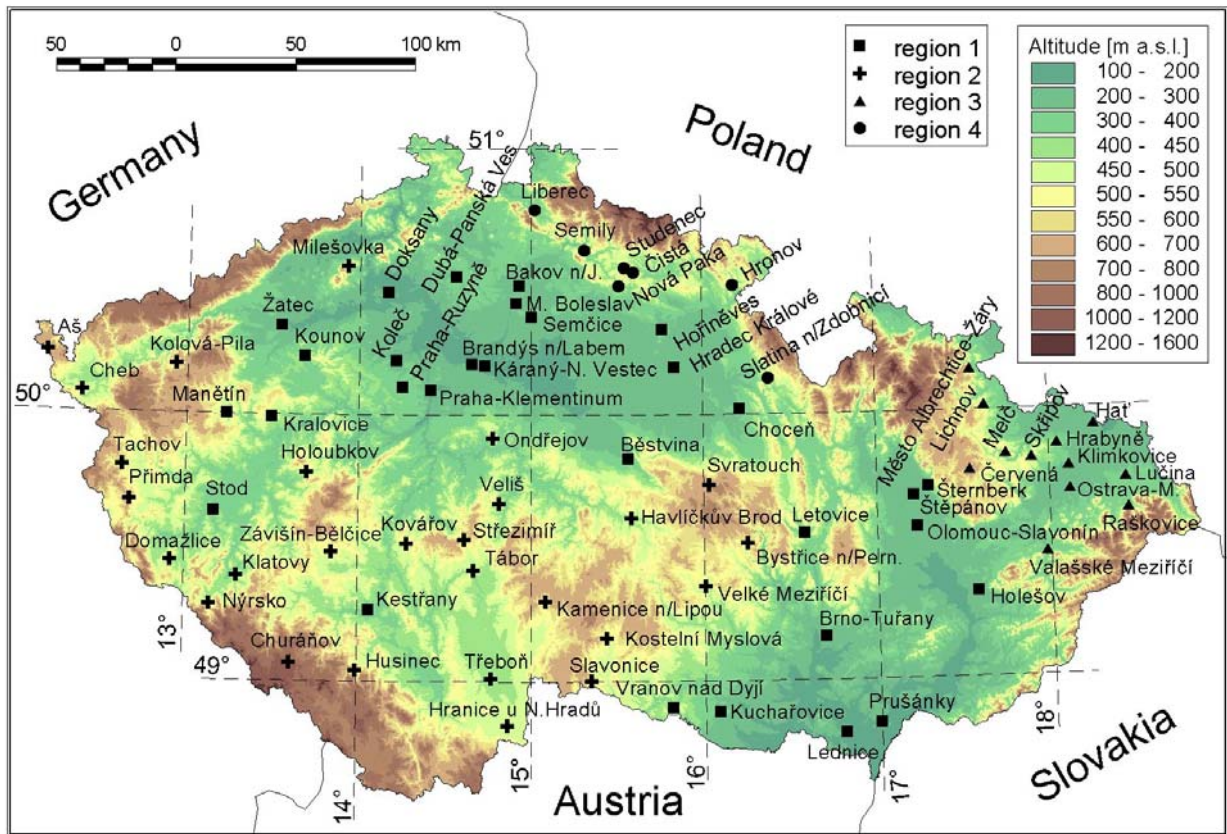 50 0 50 100 km
region 1
region 2
region 3
region 4
Altitude [m a.s.l.]
100 - 200
200 - 300
300 - 400
400 - 450
450 - 500
500 - 550
550 - 600
600 - 700
700 - 800
800 - 1000
1000 - 1200
1200 - 1600
Germany
Poland
51°
Liberec
Semily
Studenec
Čistá
Nová Paka
Hronov
Milešovka
Doksany
Dubá-Panská Ves
Bakov n/J.
M. Boleslav
Semčice
Hořiněves
Hradec Králové
Slatina n/Zdobnicí
Žatec
Kounov
Koleč
Praha-Ruzyně
Brandýs n/Labem
Káraný-N. Vestec
Praha-Klementinum
Aš
Kolová-Pila
Cheb
Manětín
50°
Kralovice
Choceň
Město Albrechtice-Žáry
Lichnov
Melč
Skřipov
Hať
Hrabyně
Klimkovice
Červená
Lučina
Ostrava-M.
Raškovice
Tachov
Přimda
Holoubkov
Ondřejov
Běstvina
Svratouch
Šternberk
Štěpánov
Stod
Veliš
Havlíčkův Brod
Letovice
Olomouc-Slavonín
Valašské Meziříčí
Domažlice
Závišín-Bělčice
Kovářov
Střezimíř
Klatovy
Tábor
Bystřice n/Pern.
Velké Meziříčí
Holešov
Nýrsko
Kestřany
Kamenice n/Lipou
Kostelní Myslová
Brno-Tuřany
13°
Churáňov
49°
Husinec
Třeboň
Slavonice
Vranov nad Dyjí
Hranice u N.Hradů
Kuchařovice
Prušánky
Lednice
18°
14°
15°
16°
17°
Austria
Slovakia